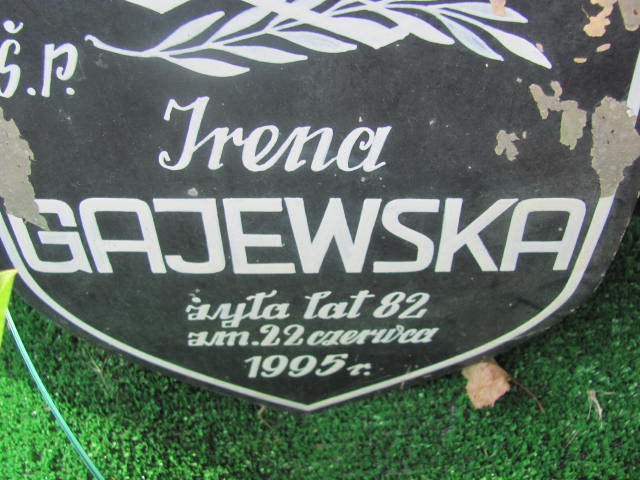 Ś.P.
Irena
GAJEWSKA
żyła lat 82
zm. 22 czerwca
1995 r.